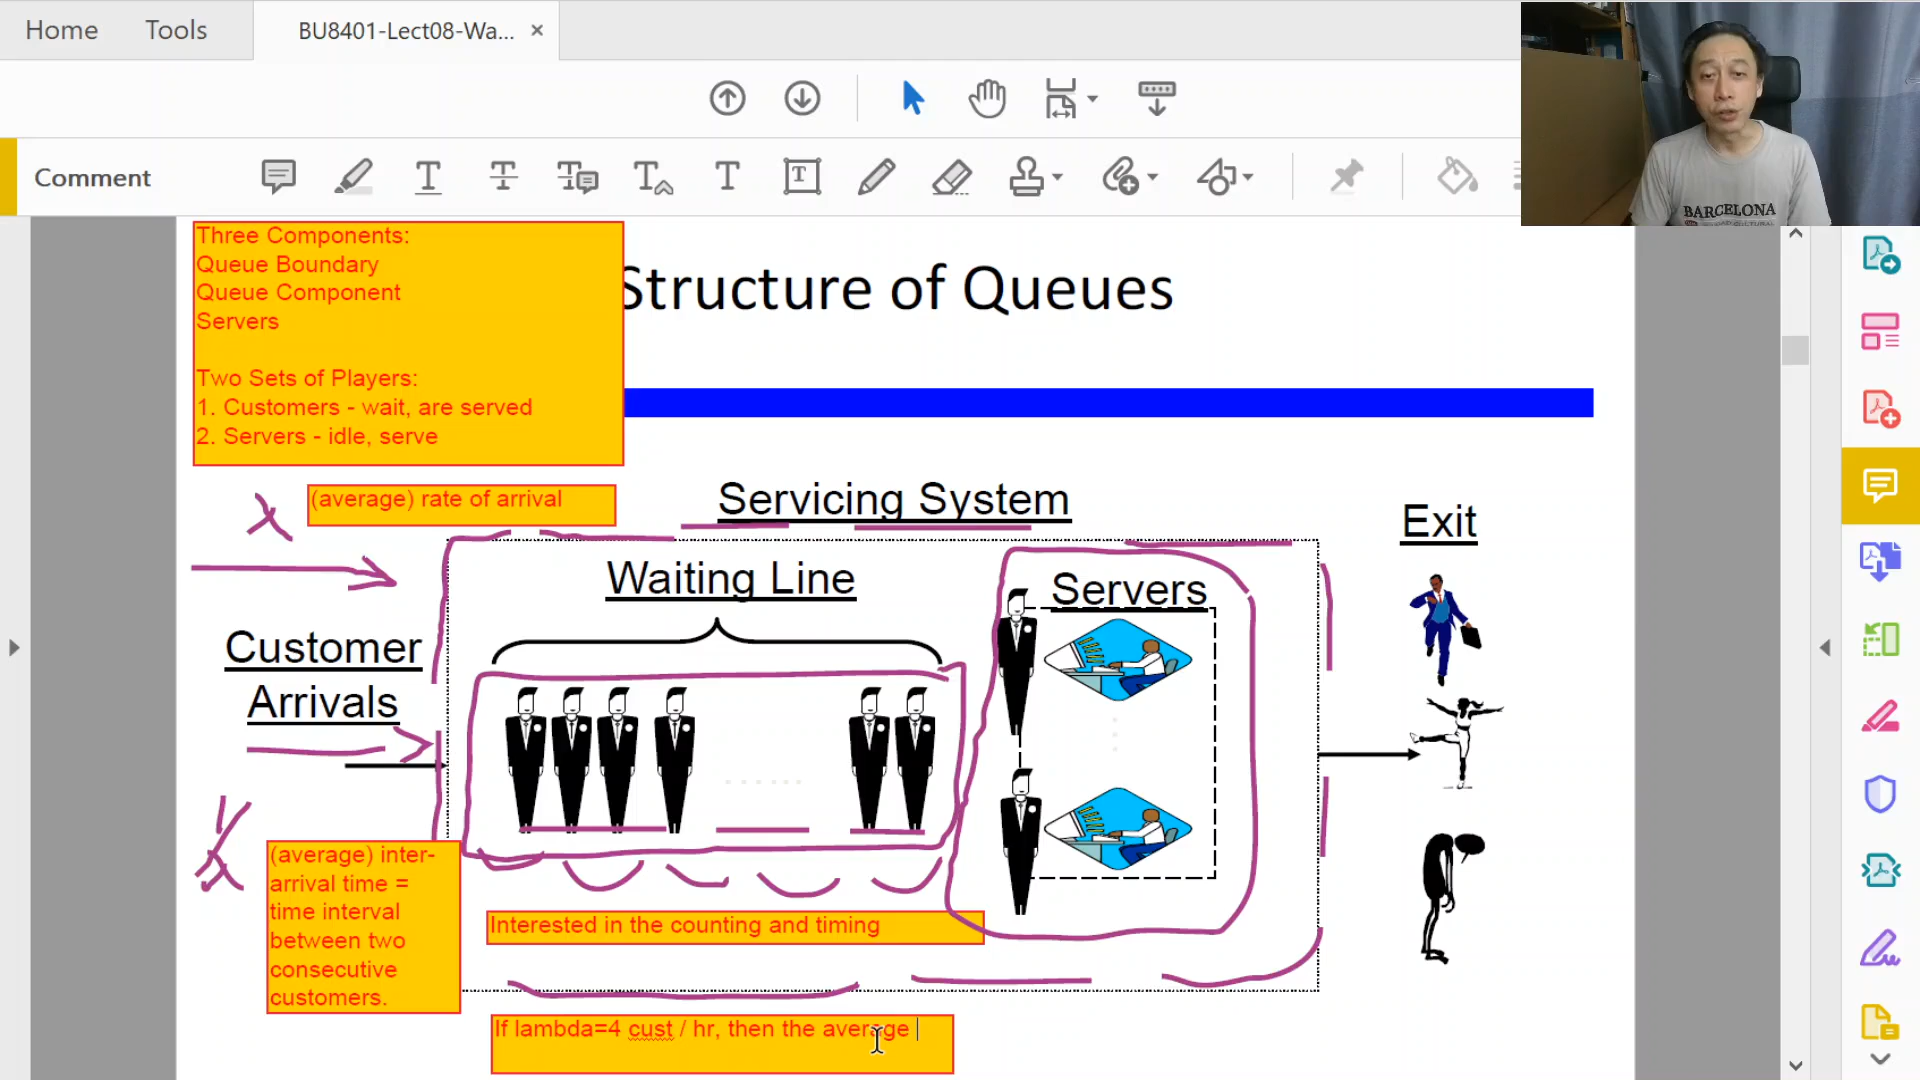 Home
Tools
BU8401-Lect08-Wa...
Comment
BARCELONA
Three Components:
Queue Boundary
Queue Component
Servers
Two Sets of Players:
1. Customers - wait, are served
2. Servers - idle, serve
Structure of Queues
λ
(average) rate of arrival
Servicing System
Exit
Waiting Line
Servers
Customer
Arrivals
(average) inter-
arrival time =
time interval
between two
consecutive
customers.
Interested in the counting and timing
If lambda=4 cust / hr, then the average